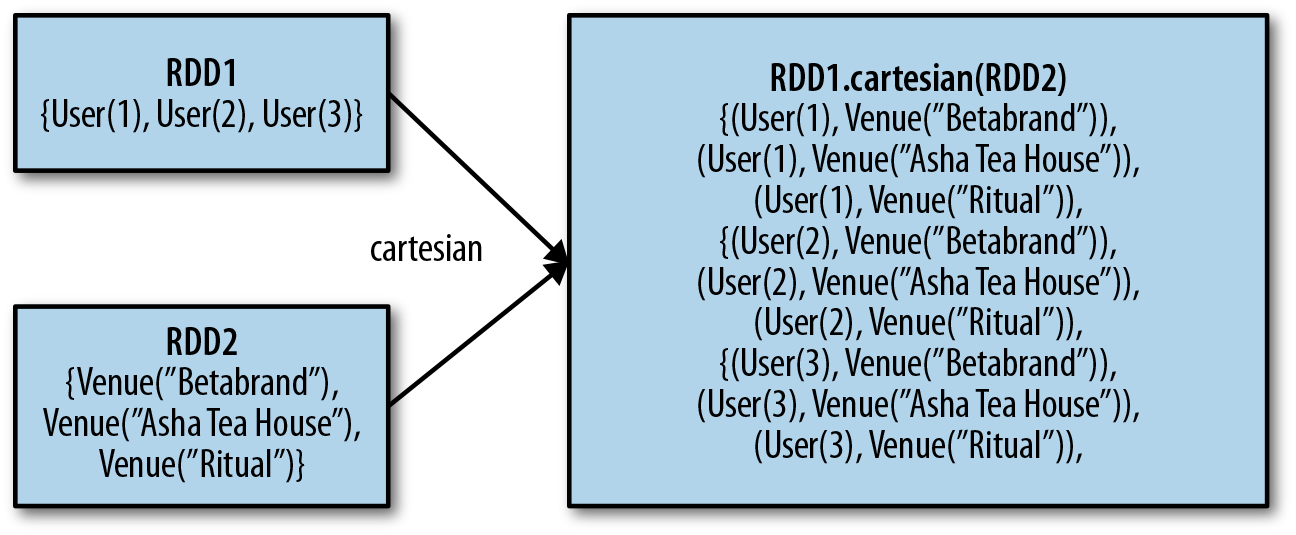 RDD1
{User(1), User(2), User(3)}
cartesian
RDD2
{Venue(”Betabrand”),
Venue(”Asha Tea House”),
Venue(”Ritual”)}
RDD1.cartesian(RDD2)
{(User(1), Venue(”Betabrand”)),
(User(1), Venue(”Asha Tea House”)),
(User(1), Venue(”Ritual”)),
{(User(2), Venue(”Betabrand”)),
(User(2), Venue(”Asha Tea House”)),
(User(2), Venue(”Ritual”)),
{(User(3), Venue(”Betabrand”)),
(User(3), Venue(”Asha Tea House”)),
(User(3), Venue(”Ritual”)),